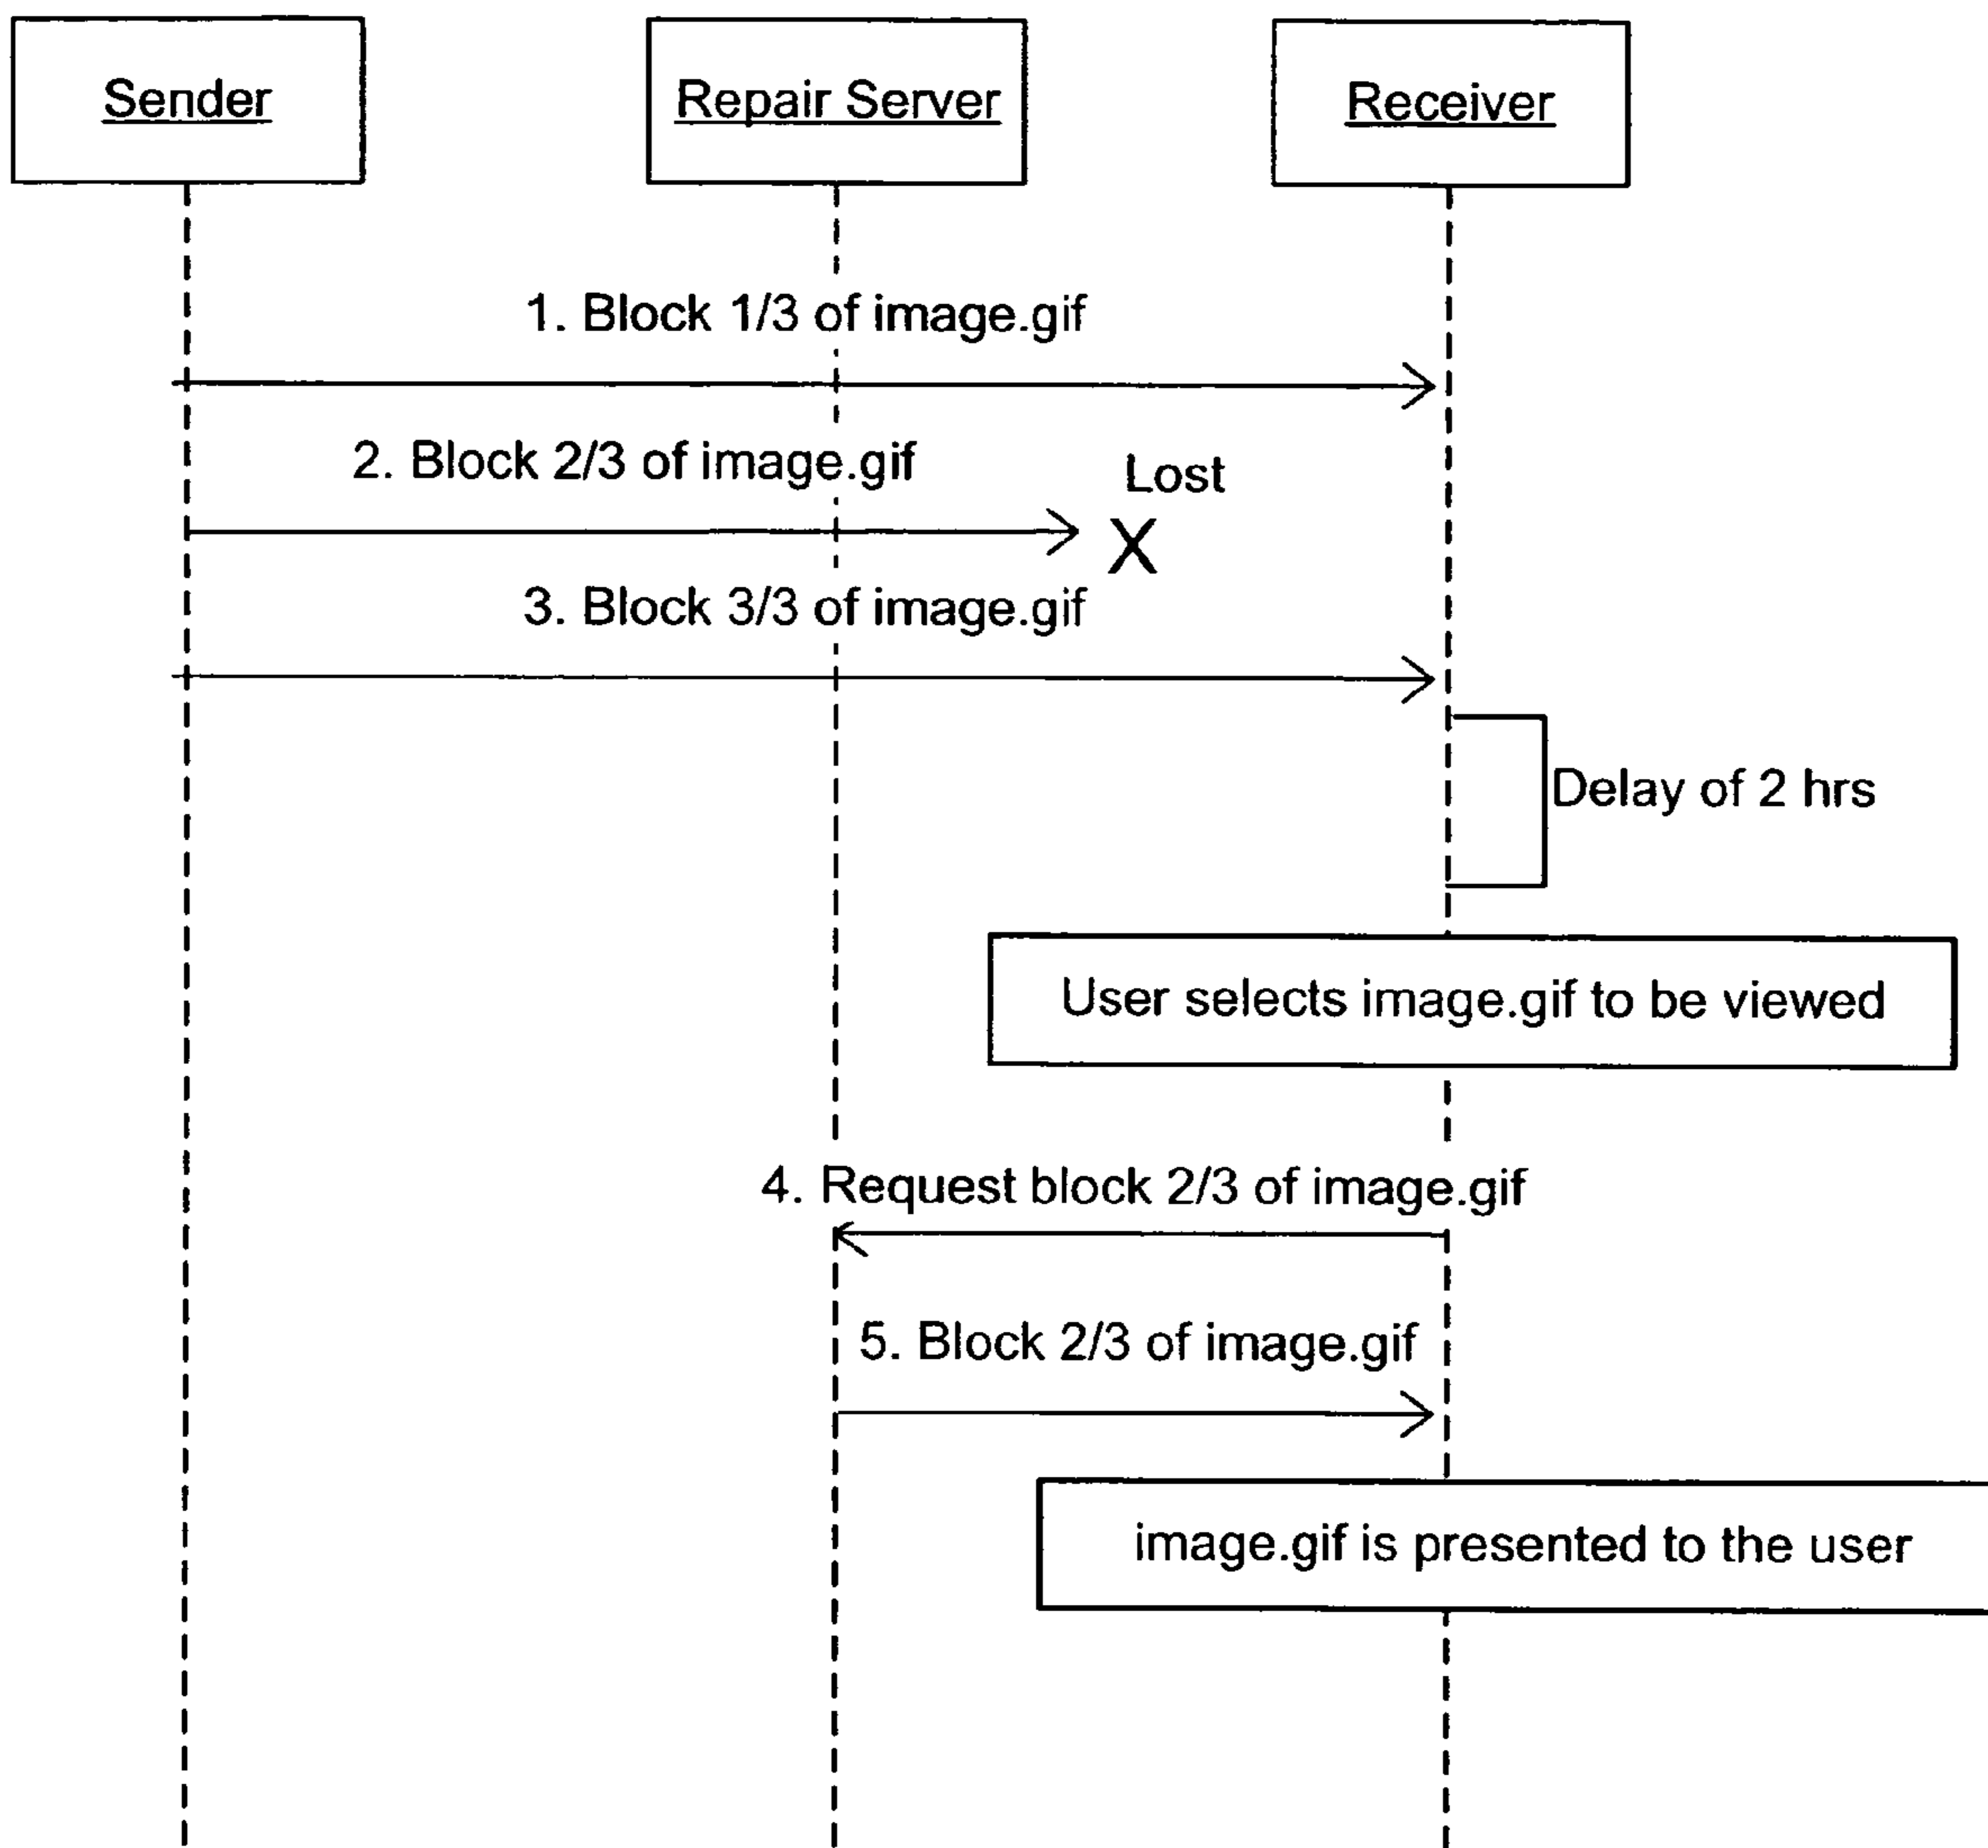 Sender
Repair Server
Receiver
1. Block 1/3 of image.gif
2. Block 2/3 of image.gif
Lost
X
3. Block 3/3 of image.gif
Delay of 2 hrs
User selects image.gif to be viewed
4. Request block 2/3 of image.gif
5. Block 2/3 of image.gif
image.gif is presented to the user